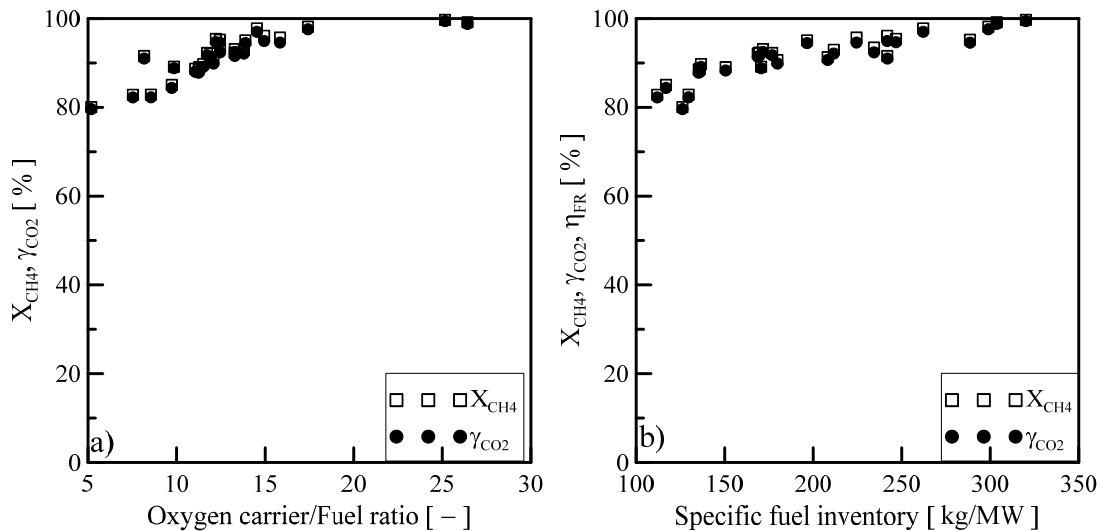 100
80
60
40
20
0
X_CH4, γ_CO2 [ % ]
a)
X_CH4
γ_CO2
5 10 15 20 25 30
Oxygen carrier/Fuel ratio [ – ]
100
80
60
40
20
0
X_CH4, γ_CO2, η_FR [ % ]
b)
X_CH4
γ_CO2
100 150 200 250 300 350
Specific fuel inventory [ kg/MW ]